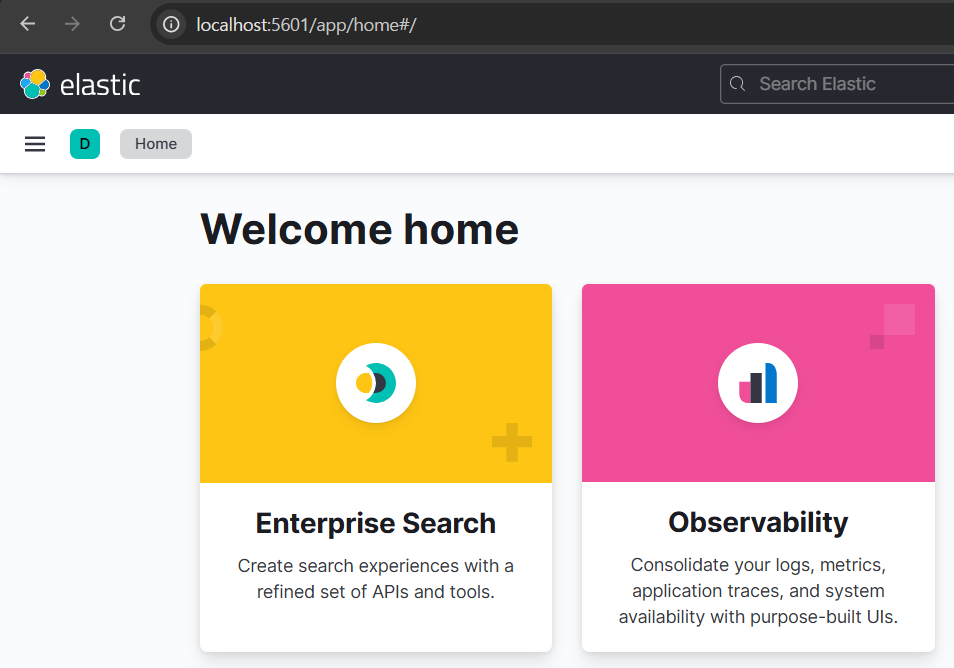 localhost:5601/app/home#/
elastic
Search Elastic
D
Home
Welcome home
Enterprise Search
Create search experiences with a
refined set of APIs and tools.
Observability
Consolidate your logs, metrics,
application traces, and system
availability with purpose-built UIs.